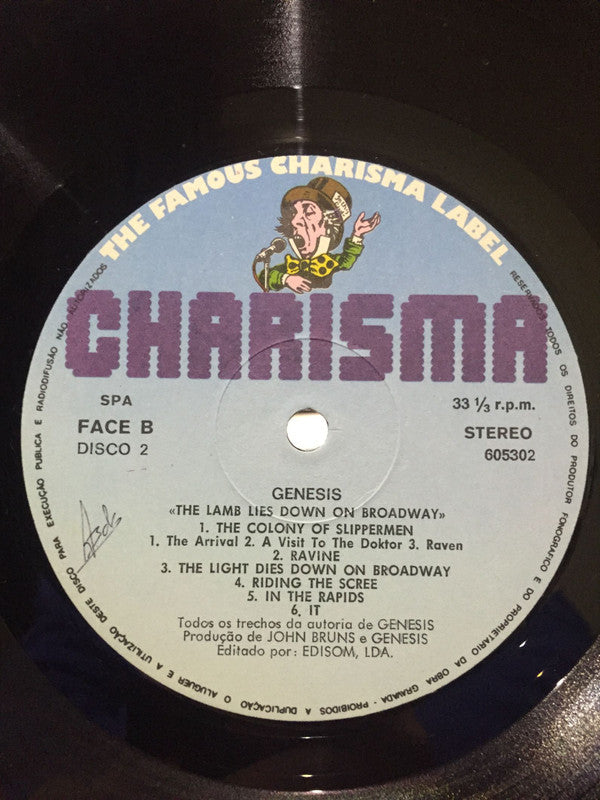 THE FAMOUS CHARISMA LABEL
CHARISMA
SPA
33 ⅓ r.p.m.
FACE B
STEREO
DISCO 2
605302
GENESIS
«THE LAMB LIES DOWN ON BROADWAY»
1. THE COLONY OF SLIPPERMEN
1. The Arrival 2. A Visit To The Doktor 3. Raven
2. RAVINE
3. THE LIGHT DIES DOWN ON BROADWAY
4. RIDING THE SCREE
5. IN THE RAPIDS
6. IT
Todos os trechos da autoria de GENESIS
Produção de JOHN BRUNS e GENESIS
Editado por: EDISOM, LDA.
RESERVADOS TODOS OS DIREITOS DO PRODUTOR FONOGRÁFICO E DO PROPRIETÁRIO DA OBRA GRAVADA - PROIBIDOS A DUPLICAÇÃO O ALUGUER E A UTILIZAÇÃO DESTE DISCO PARA EXECUÇÃO PUBLICA E RADIODIFUSÃO NÃO AUTORIZADOS